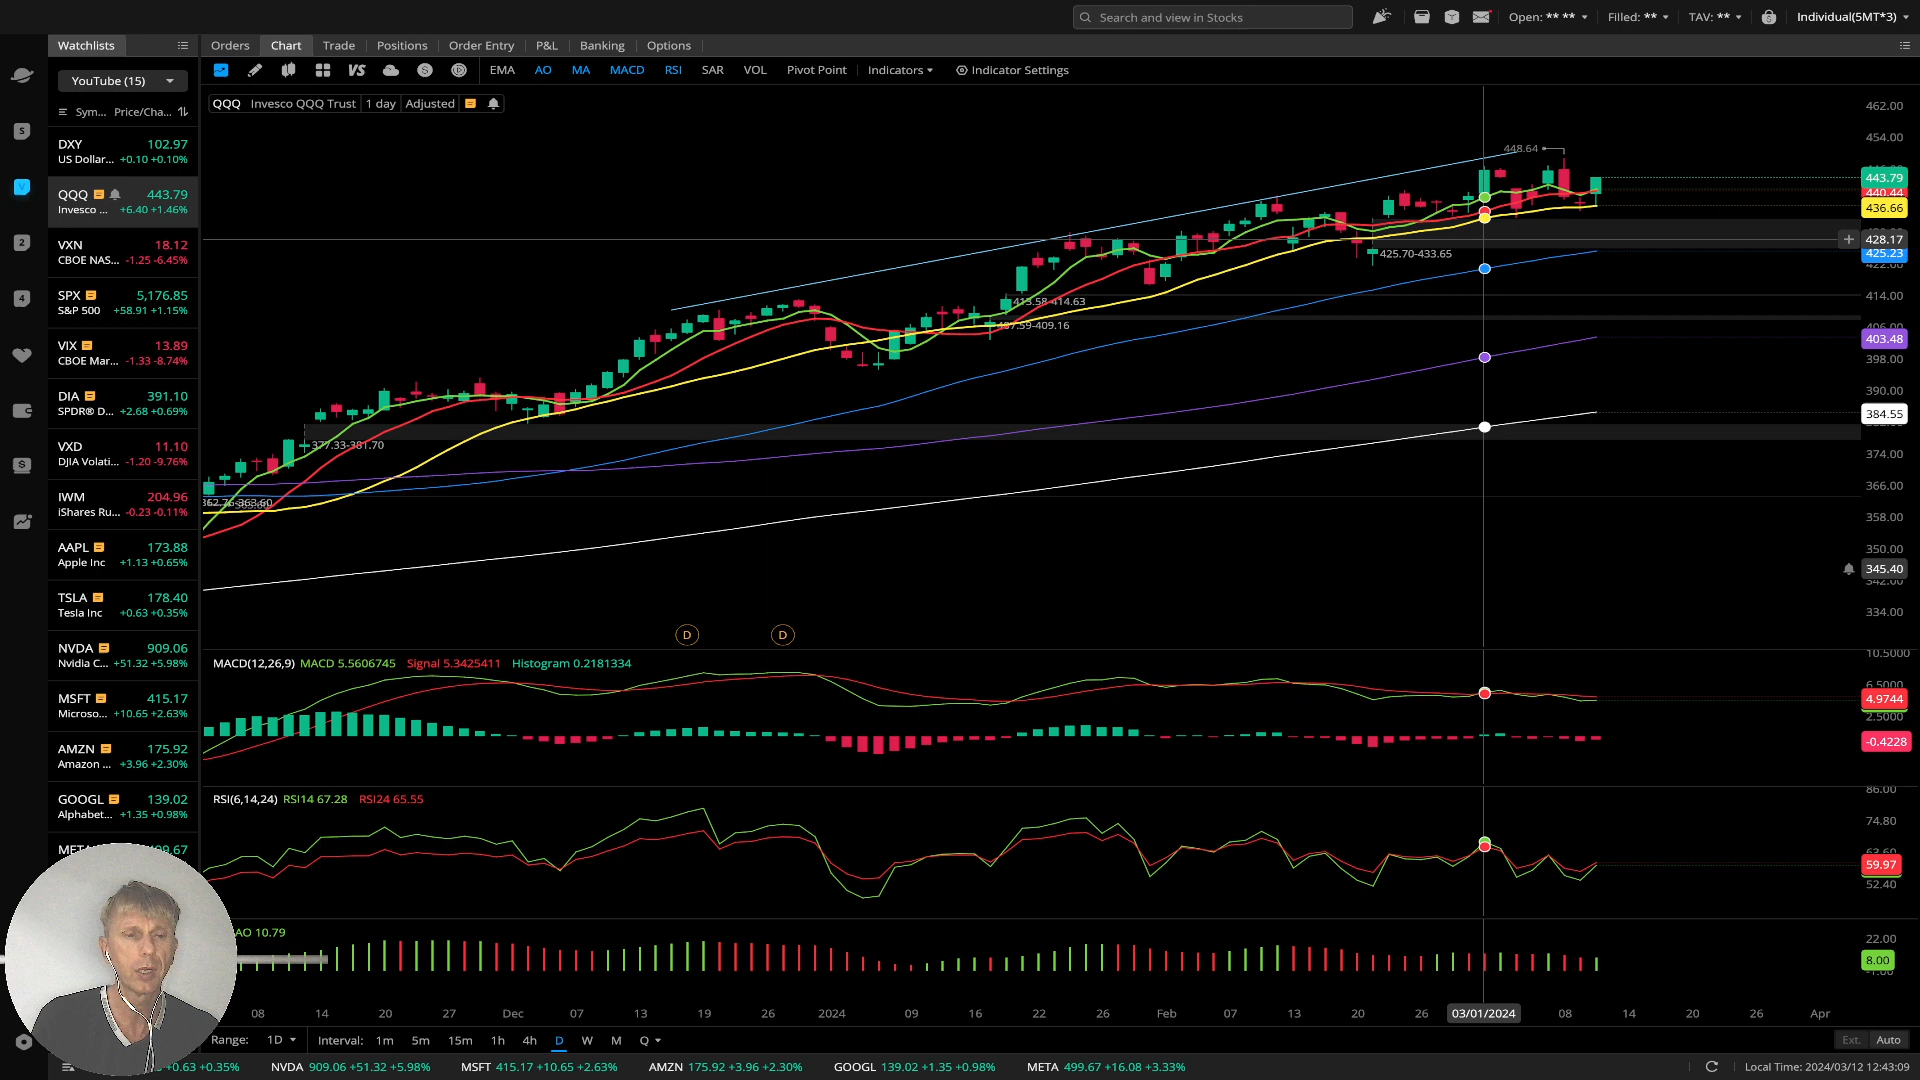 Search and view in Stocks
Open: ** **
Filled: **
TAV: **
Individual(5MT*3)
Watchlists
Orders Chart Trade Positions Order Entry P&L Banking Options
YouTube (15)
VS EMA AO MA MACD RSI SAR VOL Pivot Point Indicators Indicator Settings
Sym... Price/Cha...
QQQ Invesco QQQ Trust 1 day Adjusted
DXY 102.97
US Dollar... +0.10 +0.10%
QQQ 443.79
Invesco ... +6.40 +1.46%
VXN 18.12
CBOE NAS... -1.25 -6.45%
SPX 5,176.85
S&P 500 +58.91 +1.15%
VIX 13.89
CBOE Mar... -1.33 -8.74%
DIA 391.10
SPDR® D... +2.68 +0.69%
VXD 11.10
DJIA Volati... -1.20 -9.76%
IWM 204.96
iShares Ru... -0.23 -0.11%
AAPL 173.88
Apple Inc +1.13 +0.65%
TSLA 178.40
Tesla Inc +0.63 +0.35%
NVDA 909.06
Nvidia C... +51.32 +5.98%
MSFT 415.17
Microso... +10.65 +2.63%
AMZN 175.92
Amazon ... +3.96 +2.30%
GOOGL 139.02
Alphabet... +1.35 +0.98%
448.64
425.70-433.65
413.58-414.63
409.16
377.33-381.70
362.76-363.60
D D
462.00
454.00
443.79
440.44
436.66
428.17
425.23
422.00
414.00
406.00
403.48
398.00
390.00
384.55
374.00
366.00
358.00
350.00
345.40
342.00
334.00
MACD(12,26,9) MACD 5.5606745 Signal 5.3425411 Histogram 0.2181334
10.5000
6.5000
4.9744
2.5000
-0.4228
RSI(6,14,24) RSI14 67.28 RSI24 65.55
86.00
74.80
63.60
59.97
52.40
AO 10.79
22.00
8.00
08 14 20 27 Dec 07 13 19 26 2024 09 16 22 26 Feb 07 13 20 26 03/01/2024 08 14 20 26 Apr
Range: 1D Interval: 1m 5m 15m 1h 4h D W M Q
Ext. Auto
+0.63 +0.35% NVDA 909.06 +51.32 +5.98% MSFT 415.17 +10.65 +2.63% AMZN 175.92 +3.96 +2.30% GOOGL 139.02 +1.35 +0.98% META 499.67 +16.08 +3.33%
Local Time: 2024/03/12 12:43:09